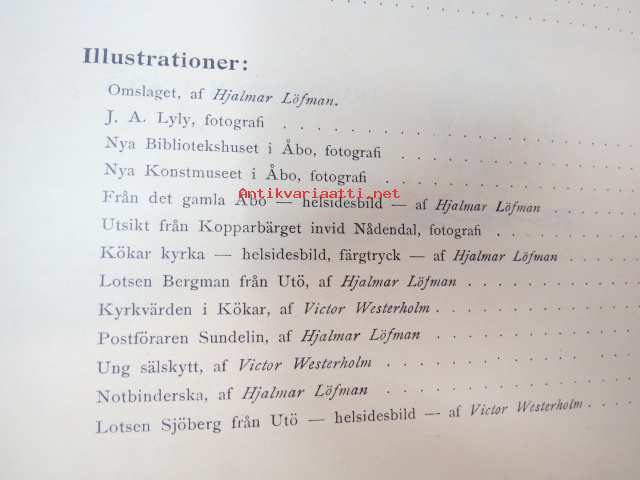 Illustrationer:
Omslaget, af Hjalmar Löfman.
J. A. Lyly, fotografi
Nya Bibliotekshuset i Åbo, fotografi
Nya Konstmuseet i Åbo, fotografi
Antikvariaatti.net
Från det gamla Åbo — helsidesbild — af Hjalmar Löfman
Utsikt från Kopparbärget invid Nådendal, fotografi
Kökar kyrka — helsidesbild, färgtryck — af Hjalmar Löfman
Lotsen Bergman från Utö, af Hjalmar Löfman
Kyrkvärden i Kökar, af Victor Westerholm
Postföraren Sundelin, af Hjalmar Löfman
Ung sälskytt, af Victor Westerholm
Notbinderska, af Hjalmar Löfman
Lotsen Sjöberg från Utö — helsidesbild — af Victor Westerholm